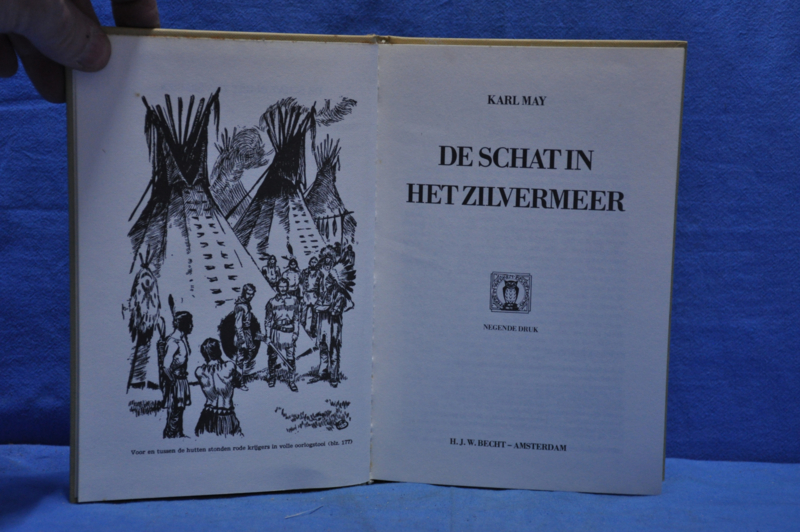 Voor en tussen de hutten stonden rode krijgers in volle oorlogstooi (blz. 177)
KARL MAY
DE SCHAT IN
HET ZILVERMEER
NEGENDE DRUK
H. J. W. BECHT – AMSTERDAM